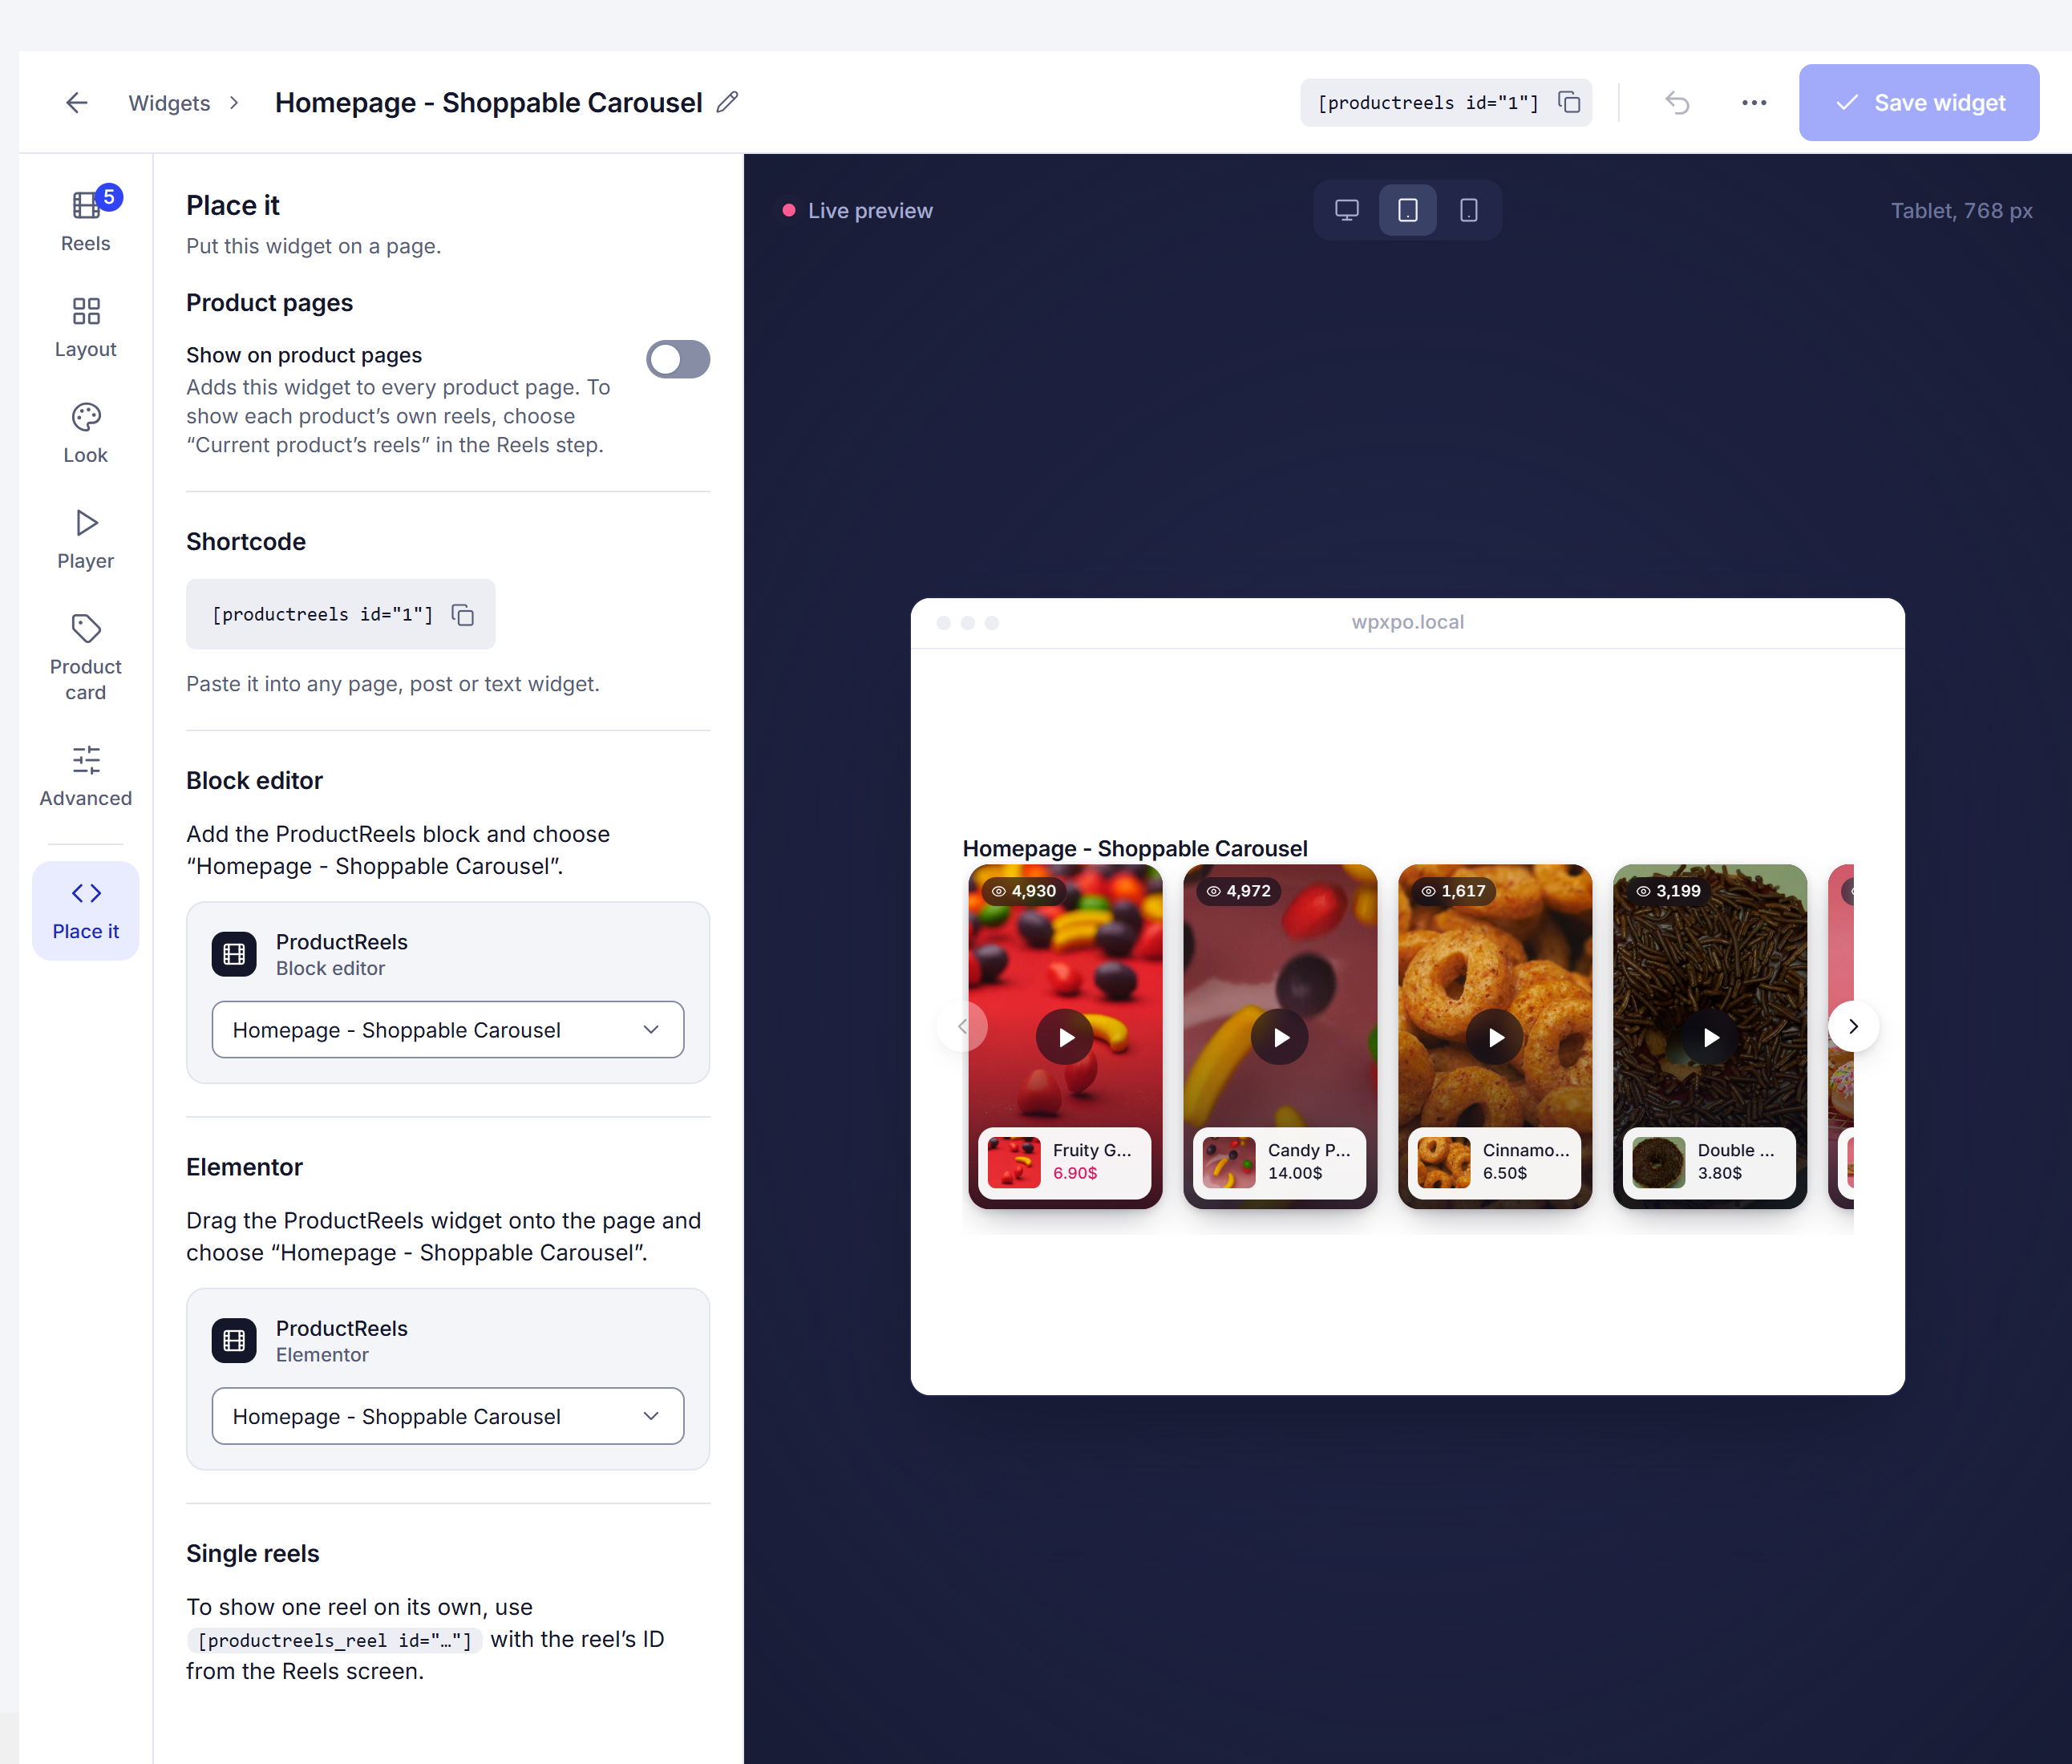 Widgets
Homepage - Shoppable Carousel
[productreels id="1"]
Save widget
5
Reels
Layout
Look
Player
Product
card
Advanced
Place it
Place it
Put this widget on a page.
Product pages
Show on product pages
Adds this widget to every product page. To
show each product’s own reels, choose
“Current product’s reels” in the Reels step.
Shortcode
[productreels id="1"]
Paste it into any page, post or text widget.
Block editor
Add the ProductReels block and choose
“Homepage - Shoppable Carousel”.
ProductReels
Block editor
Homepage - Shoppable Carousel
Elementor
Drag the ProductReels widget onto the page and
choose “Homepage - Shoppable Carousel”.
ProductReels
Elementor
Homepage - Shoppable Carousel
Single reels
To show one reel on its own, use
[productreels_reel id="…"] with the reel’s ID
from the Reels screen.
Live preview
Tablet, 768 px
wpxpo.local
Homepage - Shoppable Carousel
4,930
4,972
1,617
3,199
Fruity G...
6.90$
Candy P...
14.00$
Cinnamo...
6.50$
Double ...
3.80$